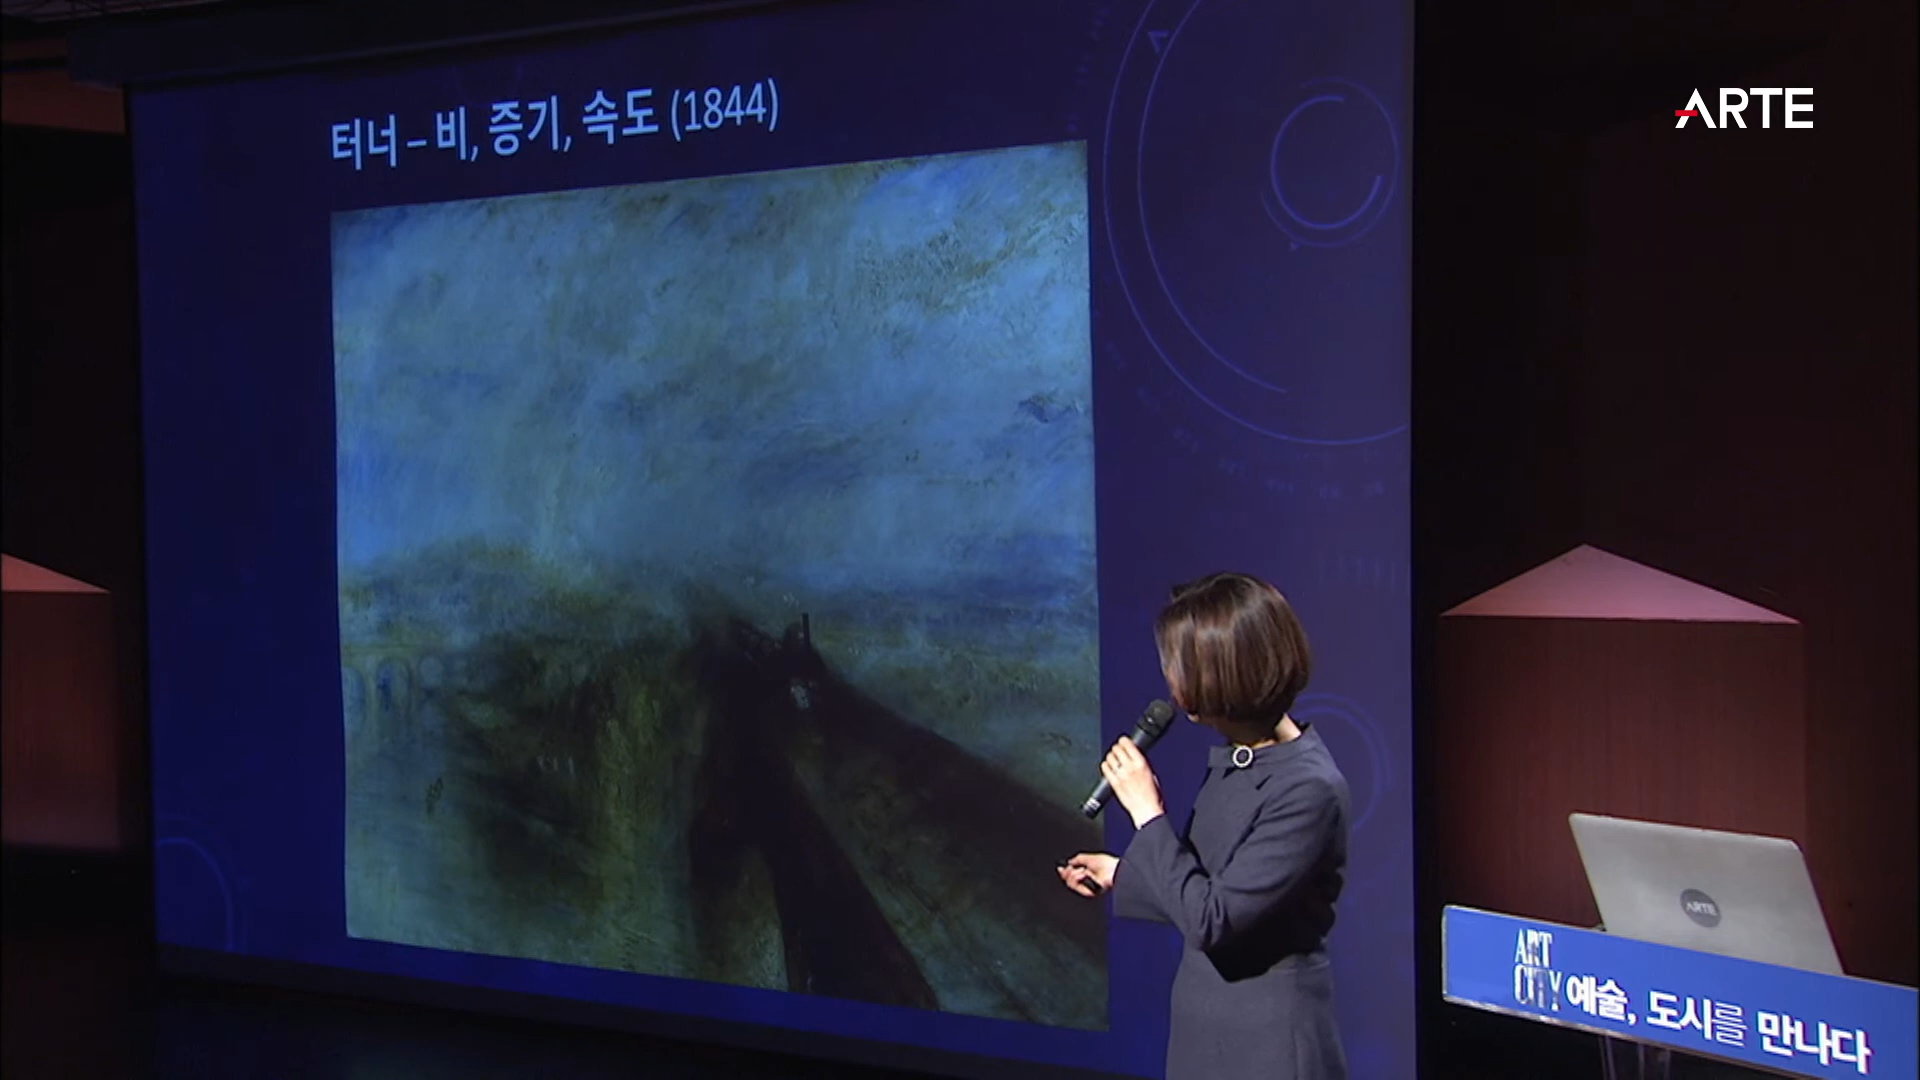 터너 – 비, 증기, 속도 (1844)
ARTE
ARTE
ART
CITY
예술, 도시를 만나다